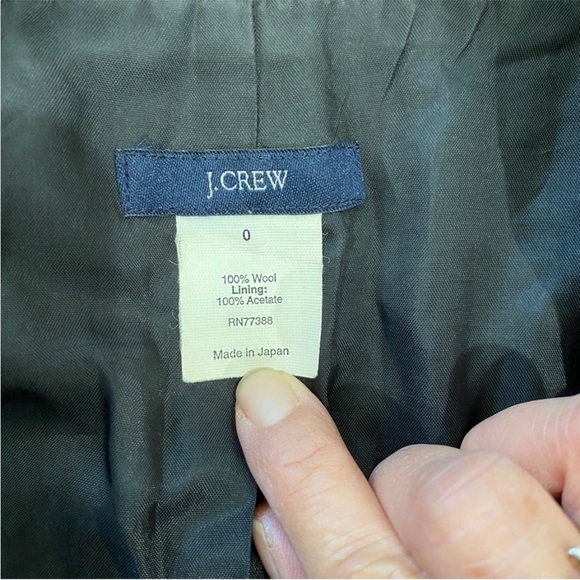 J.CREW
0
100% Wool
Lining:
100% Acetate
RN77388
Made in Japan